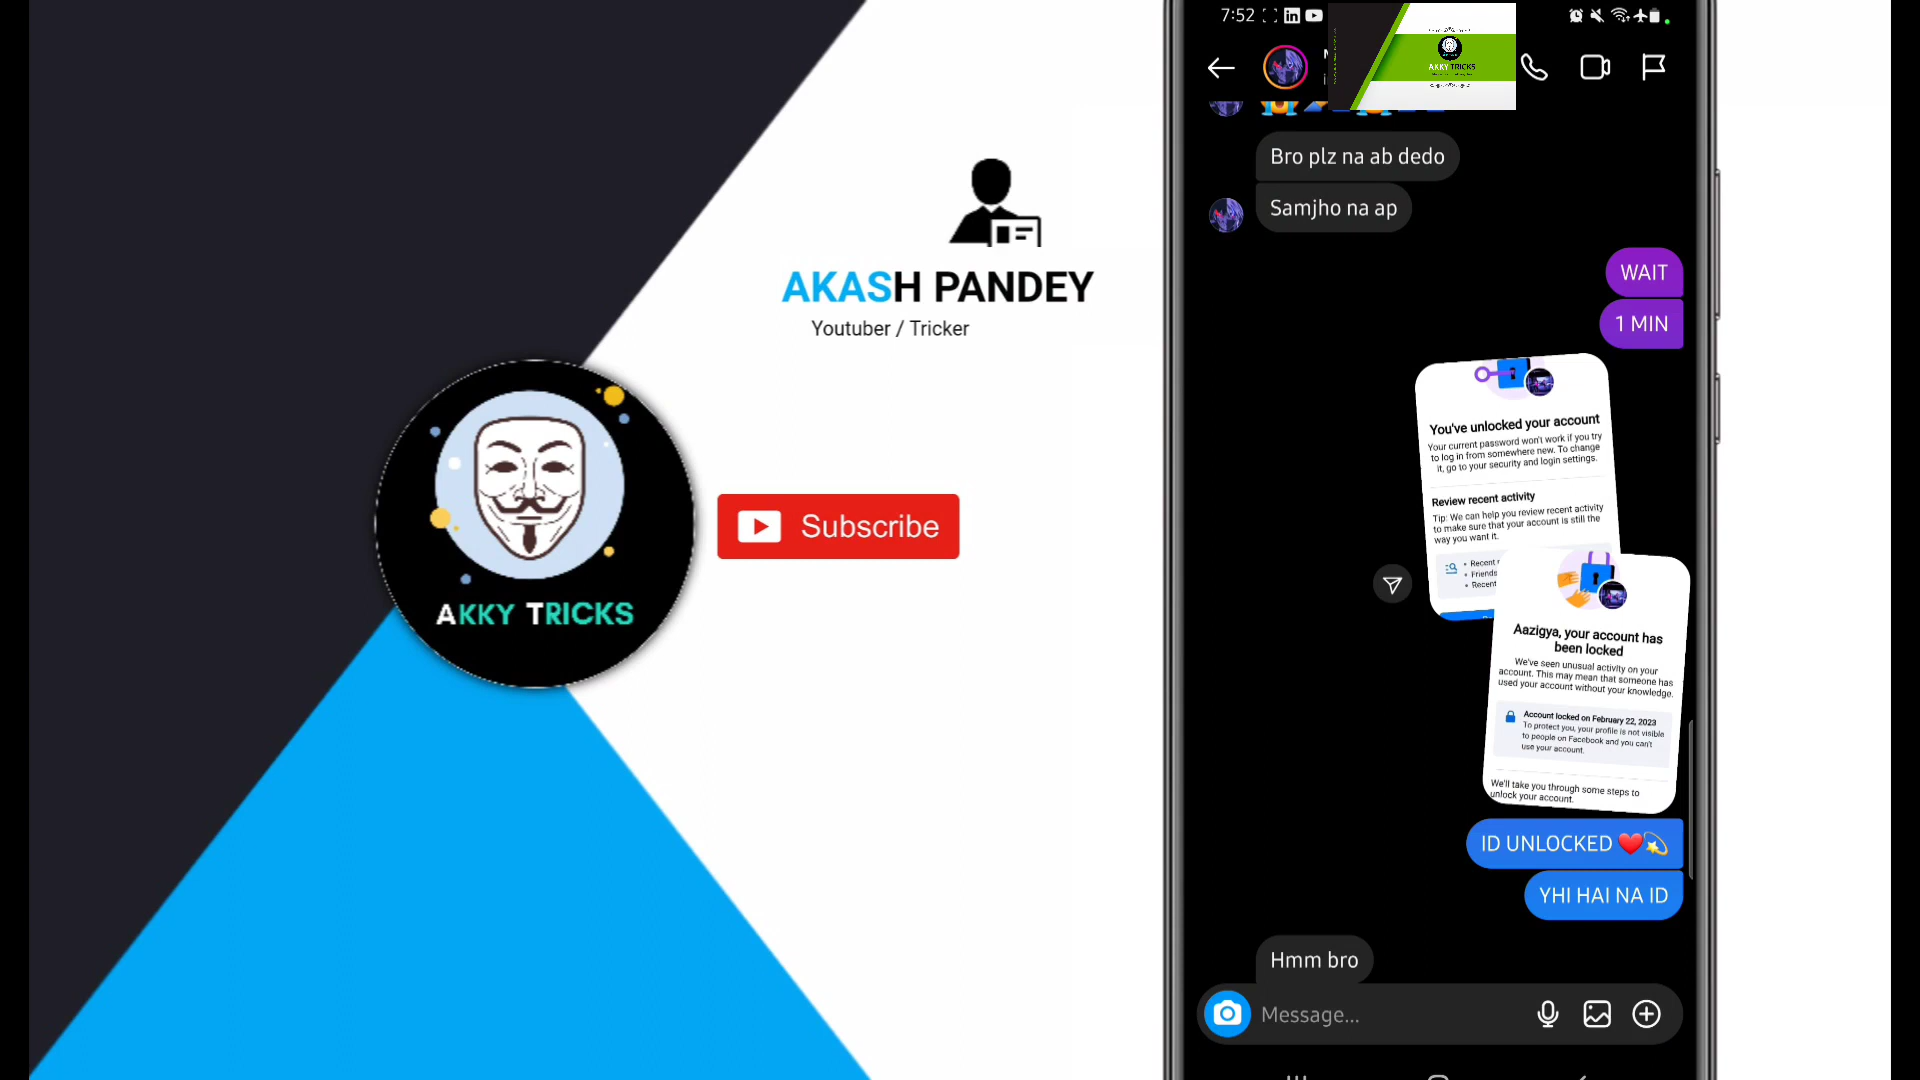 AKASH PANDEY
Youtuber / Tricker
Subscribe
AKKY TRICKS
7:52
AKKY TRICKS
Bro plz na ab dedo
Samjho na ap
WAIT
1 MIN
You've unlocked your account
Your current password won't work if you try
to log in from somewhere new. To change
it, go to your security and login settings.
Review recent activity
Tip: We can help you review recent activity
to make sure that your account is still the
way you want it.
Recent
Friends
Recent
Aazigya, your account has
been locked
We've seen unusual activity on your
account. This may mean that someone has
used your account without your knowledge.
Account locked on February 22, 2023
To protect you, your profile is not visible
to people on Facebook and you can't
use your account.
We'll take you through some steps to
unlock your account.
ID UNLOCKED
YHI HAI NA ID
Hmm bro
Message...